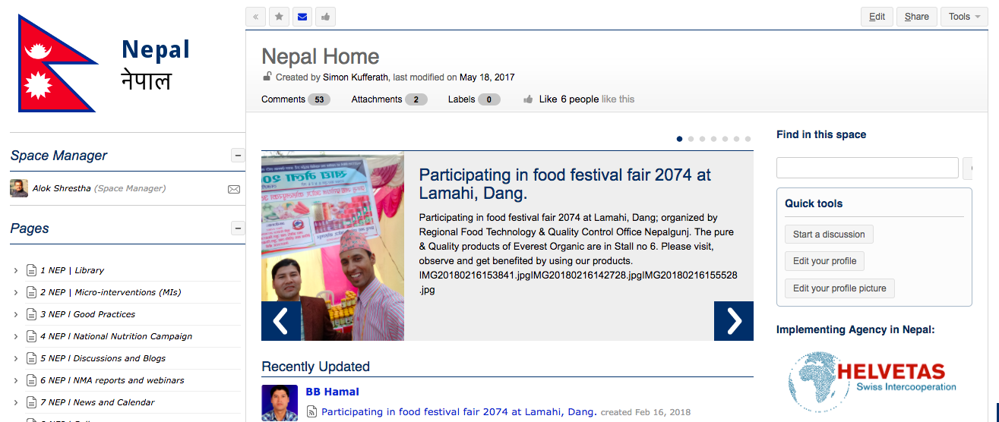 Nepal
नेपाल
Space Manager
Alok Shrestha (Space Manager)
Pages
1 NEP | Library
2 NEP | Micro-interventions (MIs)
3 NEP l Good Practices
4 NEP l National Nutrition Campaign
5 NEP l Discussions and Blogs
6 NEP l NMA reports and webinars
7 NEP l News and Calendar
Edit Share Tools
Nepal Home
Created by Simon Kufferath, last modified on May 18, 2017
Comments 53 Attachments 2 Labels 0 Like 6 people like this
Participating in food festival fair 2074 at
Lamahi, Dang.
Participating in food festival fair 2074 at Lamahi, Dang; organized by
Regional Food Technology & Quality Control Office Nepalgunj. The pure
& Quality products of Everest Organic are in Stall no 6. Please visit,
observe and get benefited by using our products.
IMG20180216153841.jpgIMG20180216142728.jpgIMG20180216155528
.jpg
Recently Updated
BB Hamal
Participating in food festival fair 2074 at Lamahi, Dang. created Feb 16, 2018
Find in this space
Quick tools
Start a discussion
Edit your profile
Edit your profile picture
Implementing Agency in Nepal:
HELVETAS
Swiss Intercooperation